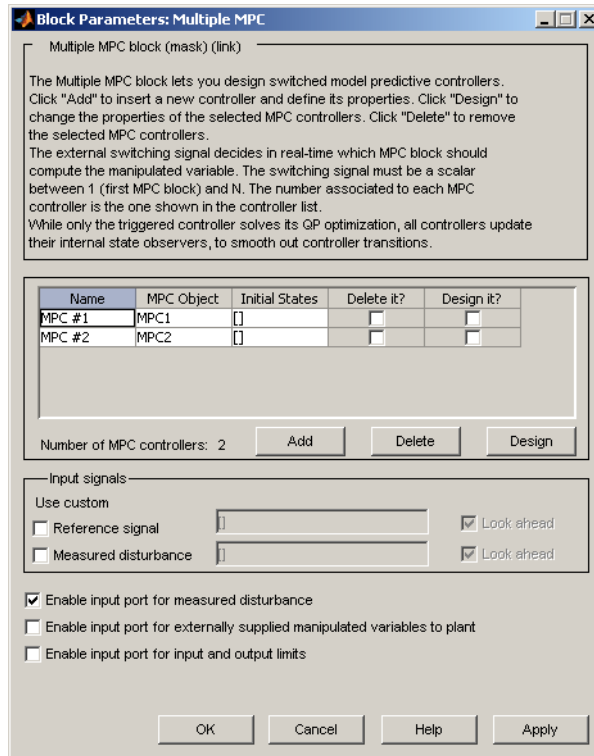 Block Parameters: Multiple MPC
Multiple MPC block (mask) (link)
The Multiple MPC block lets you design switched model predictive controllers.
Click "Add" to insert a new controller and define its properties. Click "Design" to
change the properties of the selected MPC controllers. Click "Delete" to remove
the selected MPC controllers.
The external switching signal decides in real-time which MPC block should
compute the manipulated variable. The switching signal must be a scalar
between 1 (first MPC block) and N. The number associated to each MPC
controller is the one shown in the controller list.
While only the triggered controller solves its QP optimization, all controllers update
their internal state observers, to smooth out controller transitions.
Name MPC Object Initial States Delete it? Design it?
MPC #1 MPC1 []
MPC #2 MPC2 []
Number of MPC controllers: 2 Add Delete Design
Input signals
Use custom
Reference signal [] Look ahead
Measured disturbance [] Look ahead
Enable input port for measured disturbance
Enable input port for externally supplied manipulated variables to plant
Enable input port for input and output limits
OK Cancel Help Apply